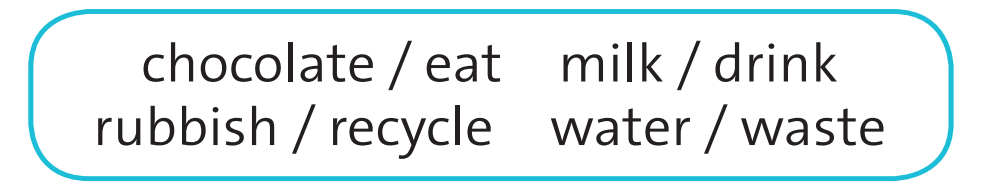 chocolate / eat milk / drink
rubbish / recycle water / waste